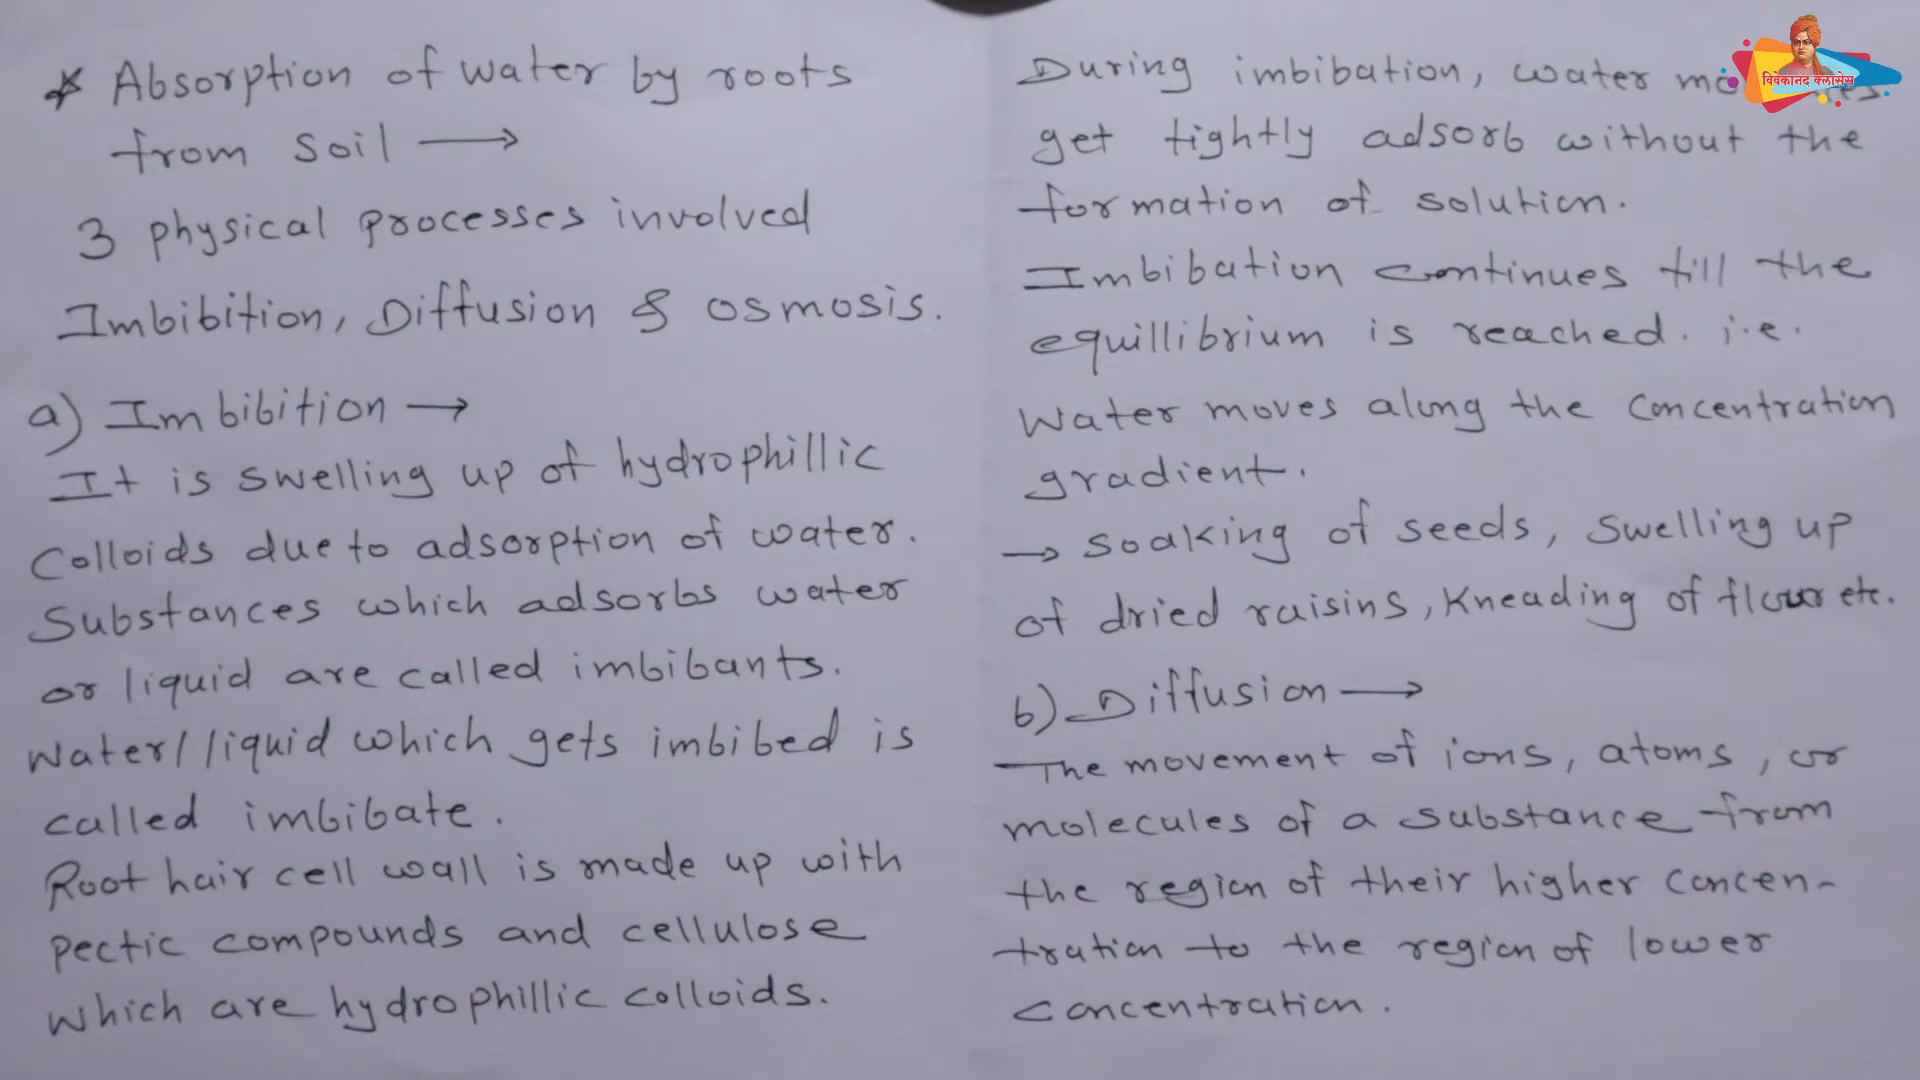 * Absorption of water by roots
from soil →
3 physical processes involved
Imbibition, Diffusion & osmosis.
a) Imbibition →
It is swelling up of hydrophillic
Colloids due to adsorption of water.
Substances which adsorbs water
or liquid are called imbibants.
Water/liquid which gets imbibed is
called imbibate.
Root hair cell wall is made up with
pectic compounds and cellulose
which are hydrophillic colloids.
During imbibation, water
get tightly adsorb without the
formation of solution.
Imbibation continues till the
equillibrium is reached. i.e.
Water moves along the concentration
gradient.
→ Soaking of seeds, swelling up
of dried raisins, Kneading of flour etc.
b) Diffusion →
The movement of ions, atoms, or
molecules of a substance from
the region of their higher concen-
tration to the region of lower
concentration.
विवेकानंद क्लासेस